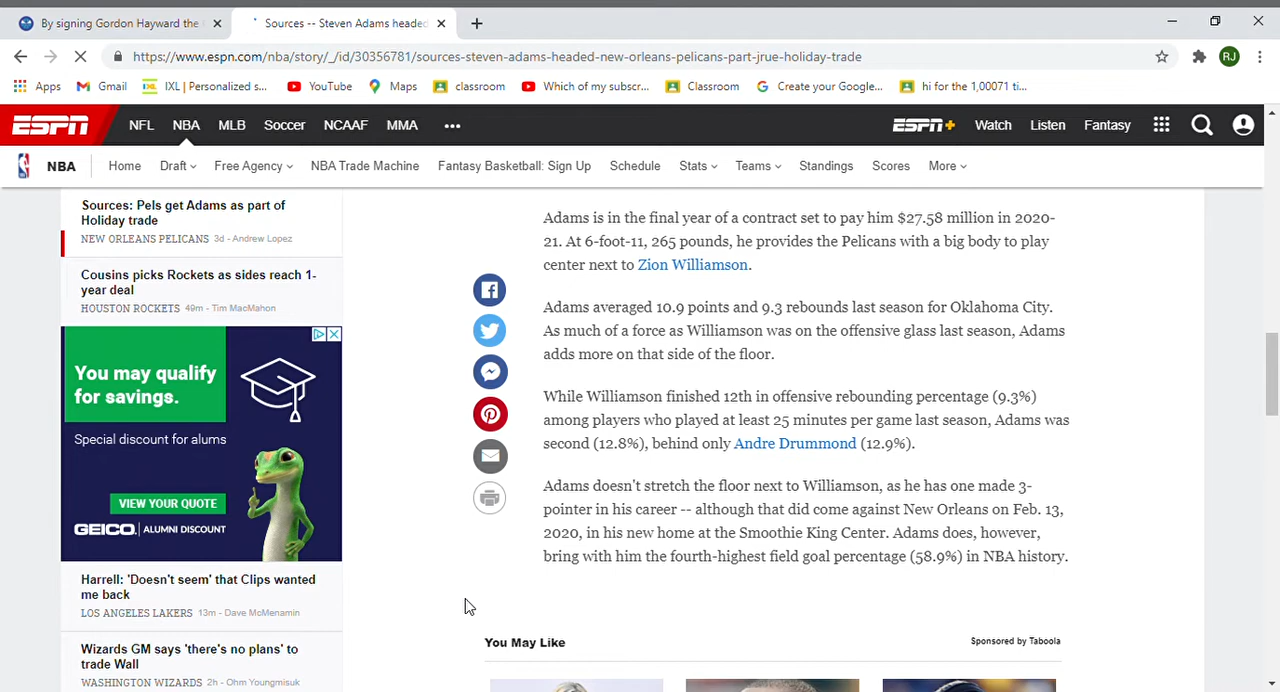 By signing Gordon Hayward the
Sources -- Steven Adams headed
https://www.espn.com/nba/story/_/id/30356781/sources-steven-adams-headed-new-orleans-pelicans-part-jrue-holiday-trade
RJ
Apps
Gmail
IXL | Personalized s...
YouTube
Maps
classroom
Which of my subscr...
Classroom
Create your Google...
hi for the 1,00071 ti...
ESPN
NFL
NBA
MLB
Soccer
NCAAF
MMA
ESPN+
Watch
Listen
Fantasy
NBA
Home
Draft
Free Agency
NBA Trade Machine
Fantasy Basketball: Sign Up
Schedule
Stats
Teams
Standings
Scores
More
Sources: Pels get Adams as part of
Holiday trade
NEW ORLEANS PELICANS 3d - Andrew Lopez
Cousins picks Rockets as sides reach 1-
year deal
HOUSTON ROCKETS 49m - Tim MacMahon
You may qualify
for savings.
Special discount for alums
VIEW YOUR QUOTE
GEICO. ALUMNI DISCOUNT
Harrell: 'Doesn't seem' that Clips wanted
me back
LOS ANGELES LAKERS 13m - Dave McMenamin
Wizards GM says 'there's no plans' to
trade Wall
WASHINGTON WIZARDS 2h - Ohm Youngmisuk
Adams is in the final year of a contract set to pay him $27.58 million in 2020-
21. At 6-foot-11, 265 pounds, he provides the Pelicans with a big body to play
center next to Zion Williamson.
Adams averaged 10.9 points and 9.3 rebounds last season for Oklahoma City.
As much of a force as Williamson was on the offensive glass last season, Adams
adds more on that side of the floor.
While Williamson finished 12th in offensive rebounding percentage (9.3%)
among players who played at least 25 minutes per game last season, Adams was
second (12.8%), behind only Andre Drummond (12.9%).
Adams doesn't stretch the floor next to Williamson, as he has one made 3-
pointer in his career -- although that did come against New Orleans on Feb. 13,
2020, in his new home at the Smoothie King Center. Adams does, however,
bring with him the fourth-highest field goal percentage (58.9%) in NBA history.
You May Like
Sponsored by Taboola